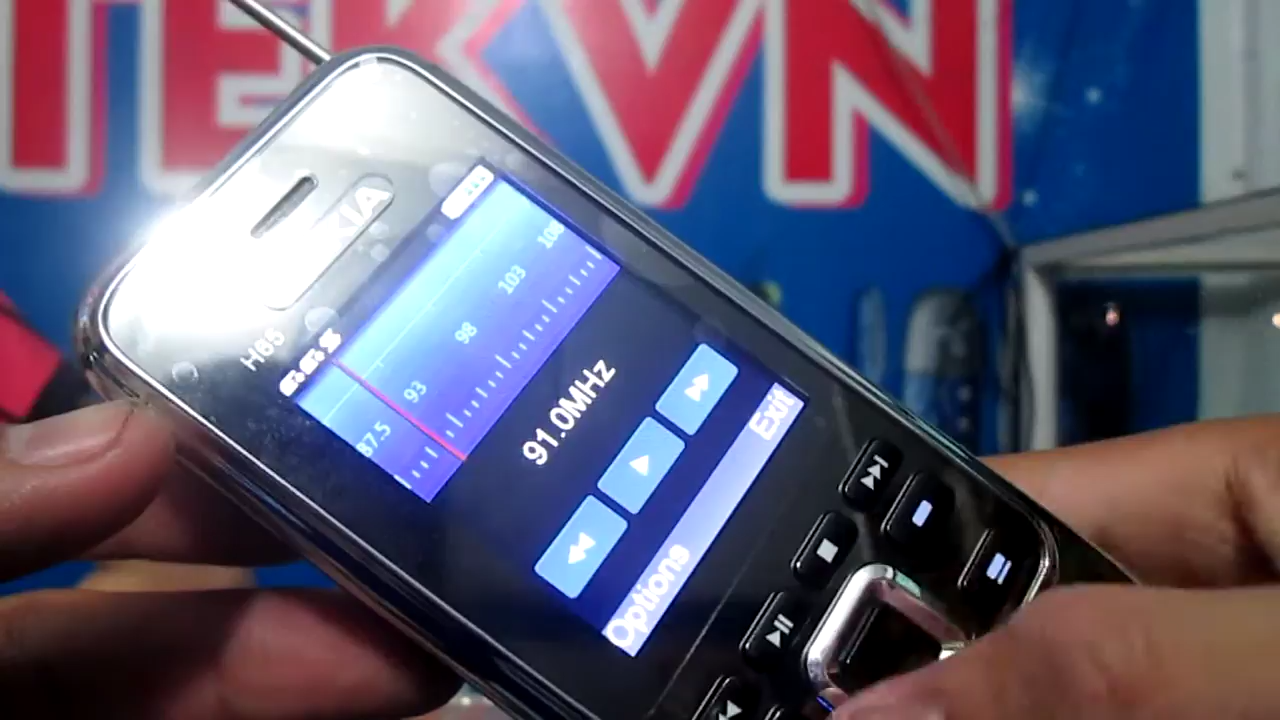 TEKVN
KIA
H65
87.5
93
98
103
108
91.0MHz
Options
Exit